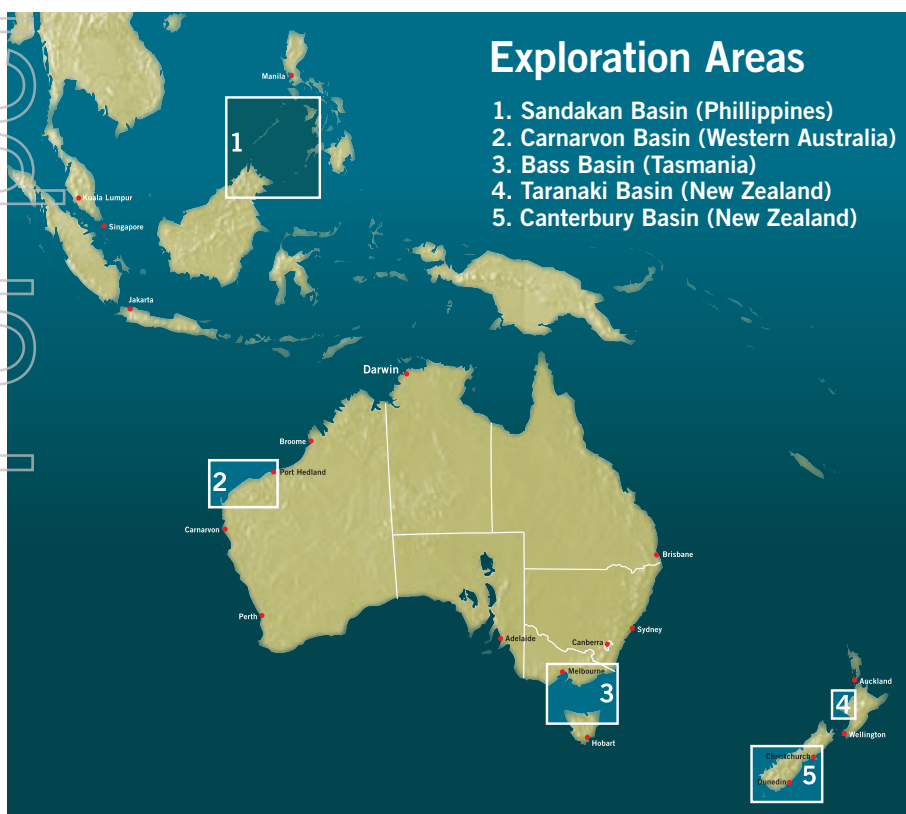 Exploration Areas
1. Sandakan Basin (Phillippines)
2. Carnarvon Basin (Western Australia)
3. Bass Basin (Tasmania)
4. Taranaki Basin (New Zealand)
5. Canterbury Basin (New Zealand)
Manila
1
Kuala Lumpur
Singapore
Jakarta
Darwin
Broome
2
Port Hedland
Carnarvon
Brisbane
Perth
Sydney
Adelaide
Canberra
Melbourne
3
Auckland
4
Hobart
Wellington
Christchurch
5
Dunedin